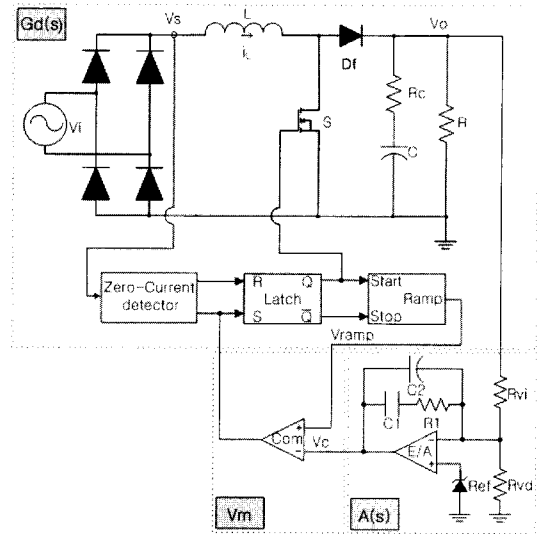 Gd(s)
Vs
L
iL
Vo
Df
Rc
Vi
S
R
C
Zero-Current
detector
R
Q
S
Q̅
Latch
Start
Ramp
Stop
Vramp
C2
C1
R1
Rvi
Com
Vc
E/A
Ref
Rvd
Vm
A(s)